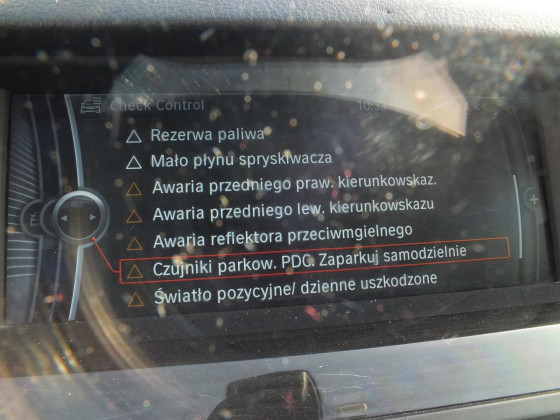 Check Control
Rezerwa paliwa
Mało płynu spryskiwacza
Awaria przedniego praw. kierunkowskaz.
Awaria przedniego lew. kierunkowskazu
Awaria reflektora przeciwmgielnego
Czujniki parkow. PDC. Zaparkuj samodzielnie
Światło pozycyjne/ dzienne uszkodzone